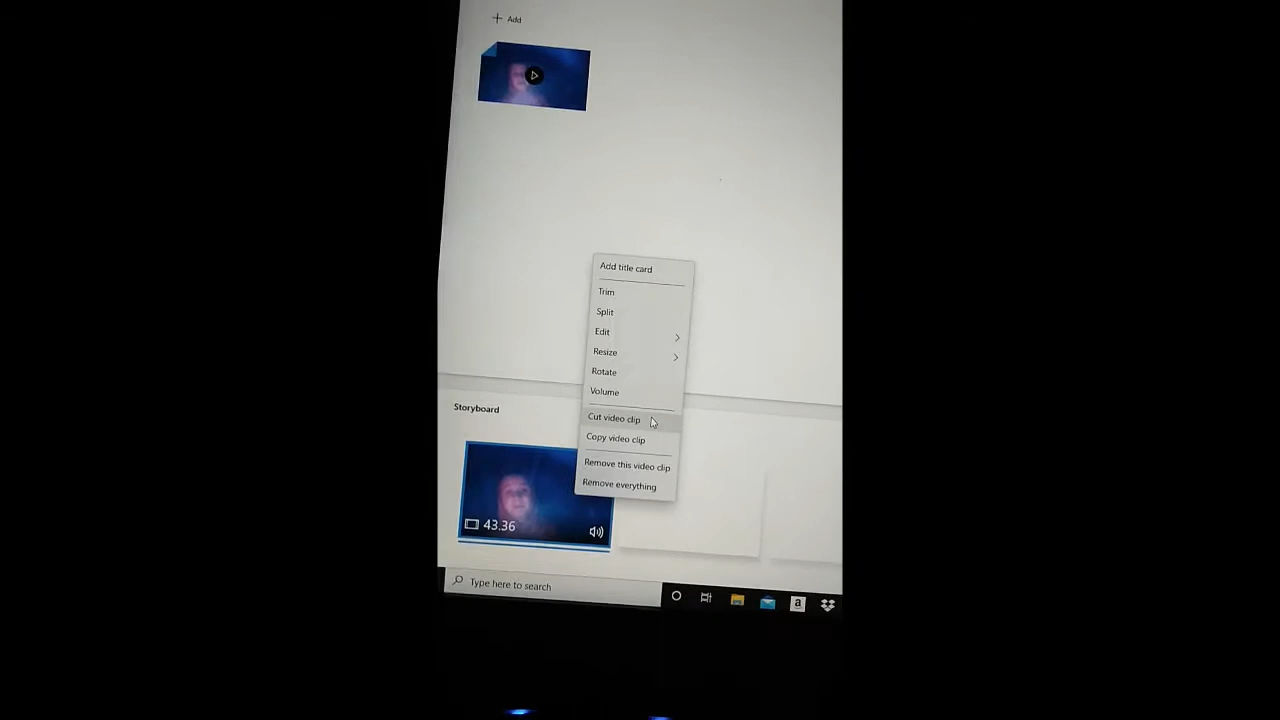 Add
Add title card
Trim
Split
Edit
Resize
Rotate
Volume
Cut video clip
Copy video clip
Remove this video clip
Remove everything
Storyboard
43.36
Type here to search
a